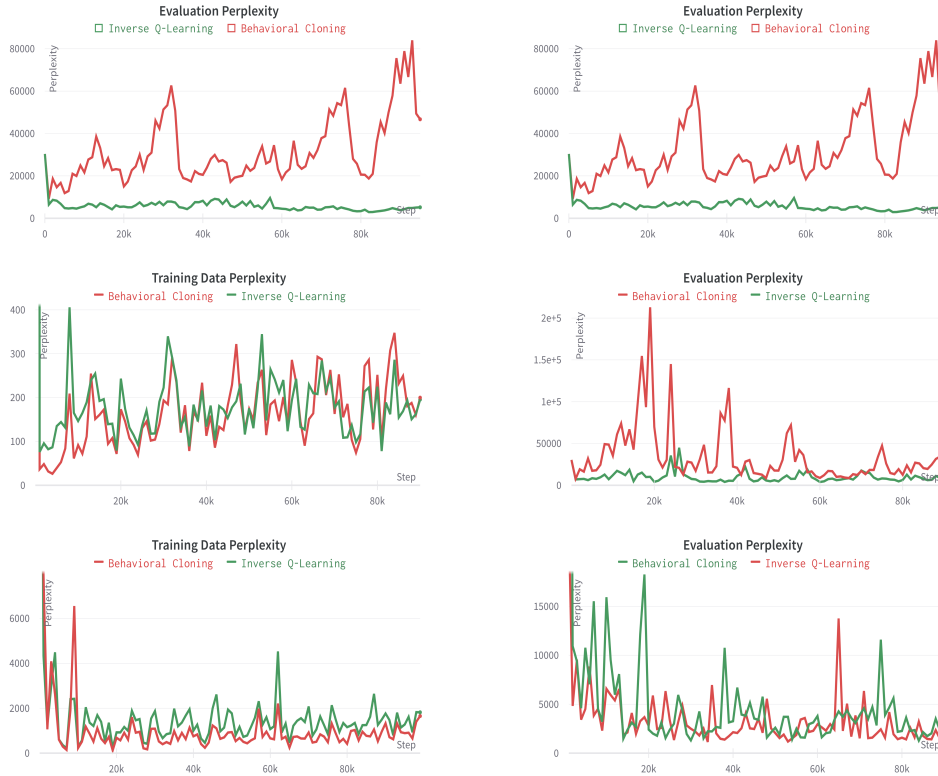 Evaluation Perplexity
Inverse Q-Learning Behavioral Cloning
Perplexity
80000
60000
40000
20000
0
Step
0 20k 40k 60k 80k
Evaluation Perplexity
Inverse Q-Learning Behavioral Cloning
Perplexity
80000
60000
40000
20000
0
Step
0 20k 40k 60k 80k
Training Data Perplexity
Behavioral Cloning Inverse Q-Learning
Perplexity
400
300
200
100
0
Step
20k 40k 60k 80k
Evaluation Perplexity
Behavioral Cloning Inverse Q-Learning
Perplexity
2e+5
1.5e+5
1e+5
50000
0
Step
20k 40k 60k 80k
Training Data Perplexity
Behavioral Cloning Inverse Q-Learning
Perplexity
6000
4000
2000
0
Step
20k 40k 60k 80k
Evaluation Perplexity
Behavioral Cloning Inverse Q-Learning
Perplexity
15000
10000
5000
0
Step
20k 40k 60k 80k